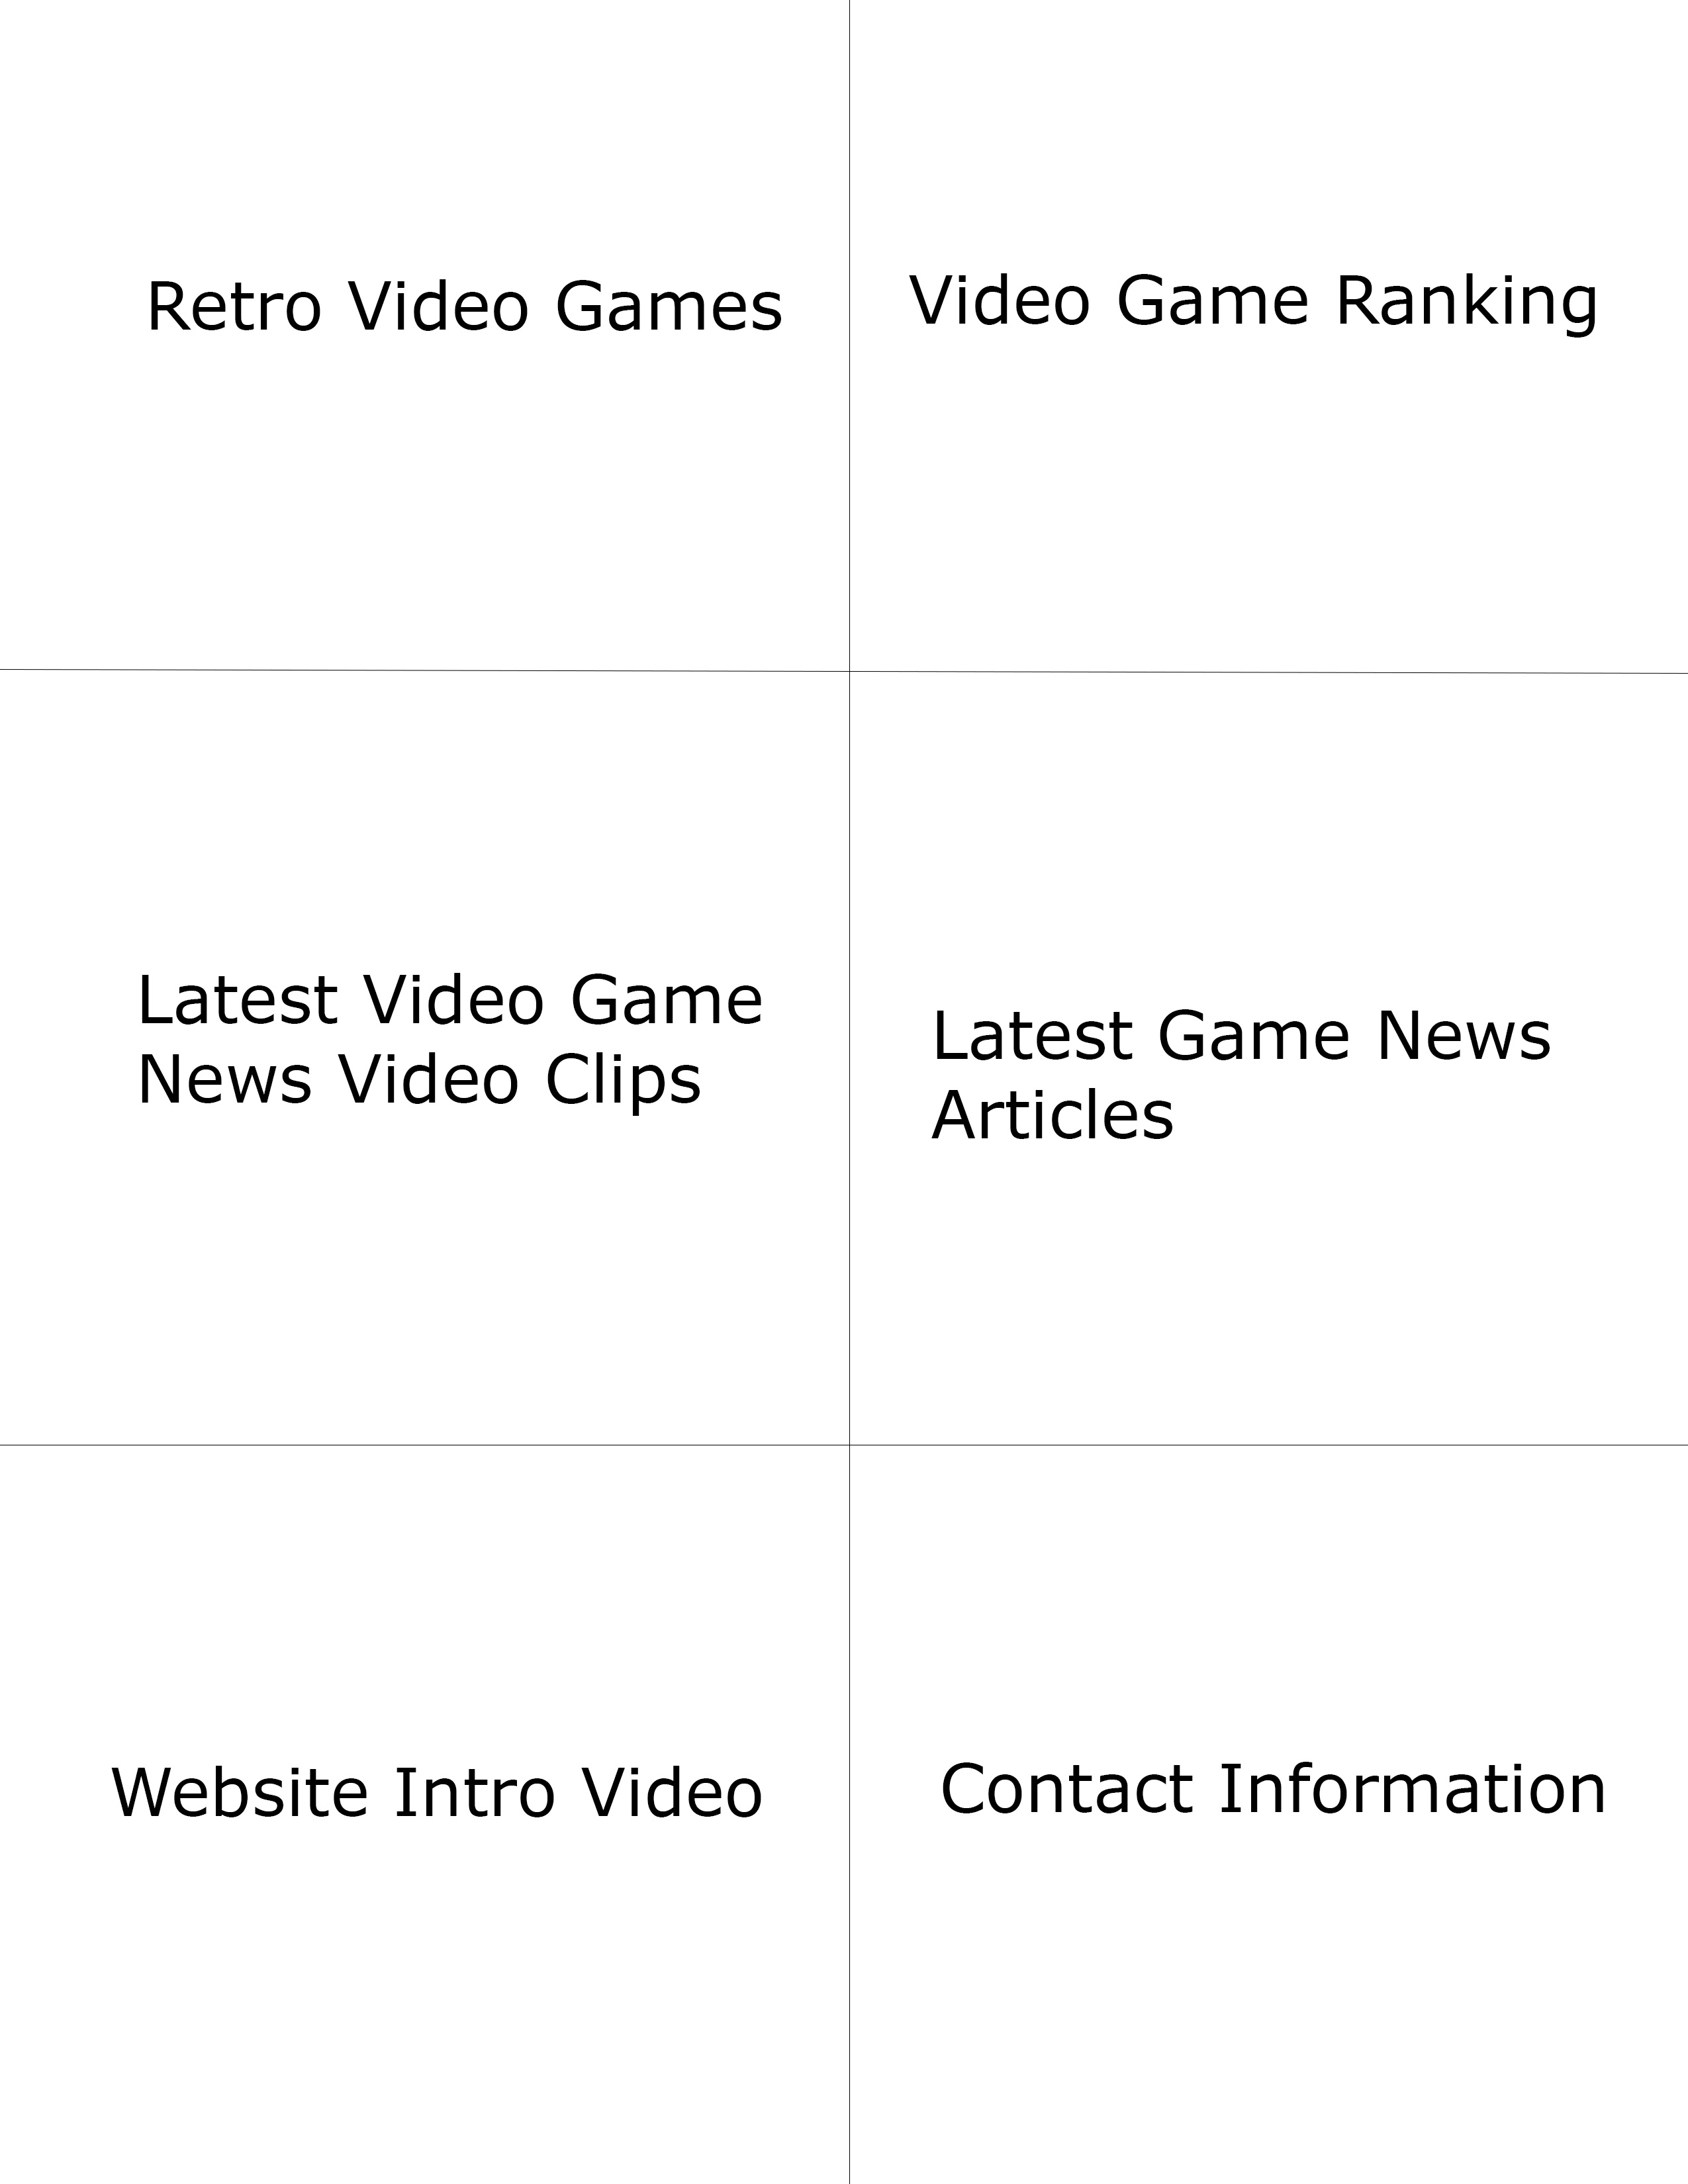 Retro Video Games
Video Game Ranking
Latest Video Game
News Video Clips
Latest Game News
Articles
Website Intro Video
Contact Information